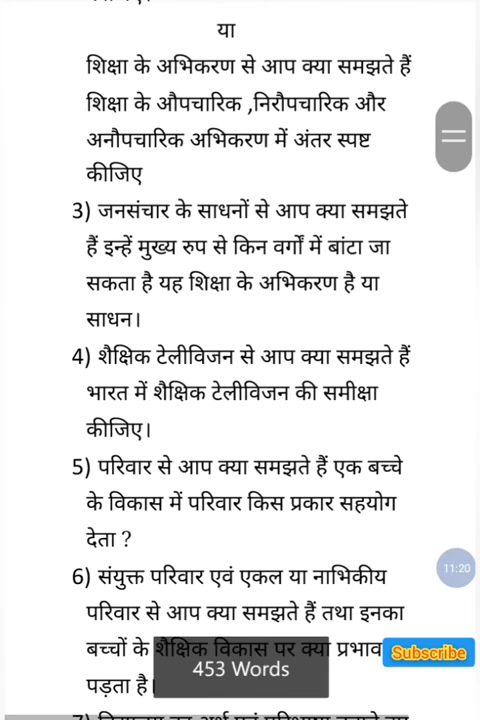 या
शिक्षा के अभिकरण से आप क्या समझते हैं
शिक्षा के औपचारिक ,निरौपचारिक और
अनौपचारिक अभिकरण में अंतर स्पष्ट
कीजिए
3) जनसंचार के साधनों से आप क्या समझते
हैं इन्हें मुख्य रुप से किन वर्गों में बांटा जा
सकता है यह शिक्षा के अभिकरण है या
साधन।
4) शैक्षिक टेलीविजन से आप क्या समझते हैं
भारत में शैक्षिक टेलीविजन की समीक्षा
कीजिए।
5) परिवार से आप क्या समझते हैं एक बच्चे
के विकास में परिवार किस प्रकार सहयोग
देता ?
11:20
6) संयुक्त परिवार एवं एकल या नाभिकीय
परिवार से आप क्या समझते हैं तथा इनका
बच्चों के शैक्षिक विकास पर क्या प्रभाव
Subscribe
453 Words
पड़ता है।